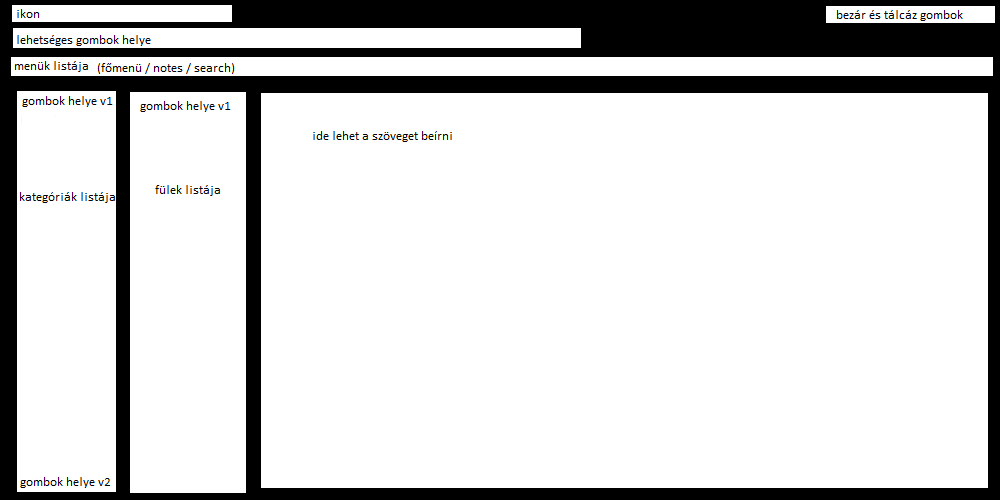 ikon
bezár és tálcáz gombok
lehetséges gombok helye
menük listája (főmenü / notes / search)
gombok helye v1
gombok helye v1
ide lehet a szöveget beírni
kategóriák listája
fülek listája
gombok helye v2